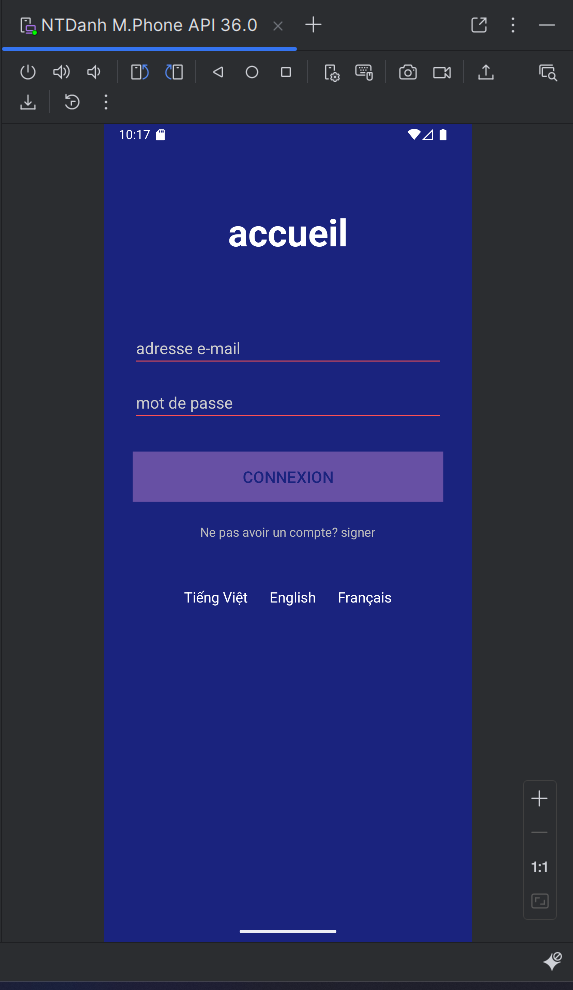 NTDanh M.Phone API 36.0
10:17
accueil
adresse e-mail
mot de passe
CONNEXION
Ne pas avoir un compte? signer
Tiếng Việt English Français
1:1